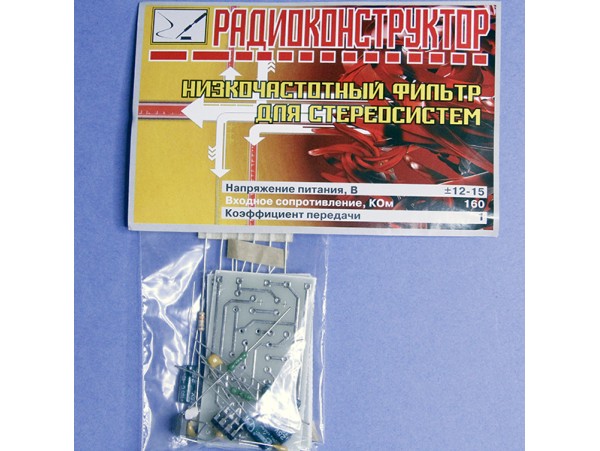 РАДИОКОНСТРУКТОР
НИЗКОЧАСТОТНЫЙ ФИЛЬТР
ДЛЯ СТЕРЕОСИСТЕМ
Напряжение питания, В ±12-15
Входное сопротивление, КОм 160
Коэффициент передачи 1